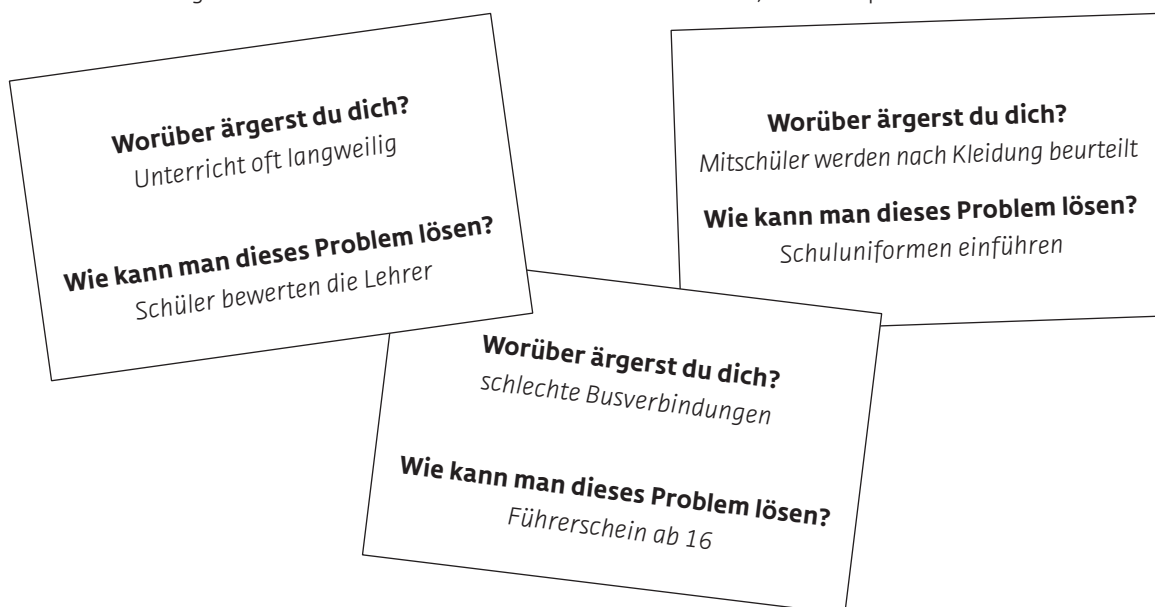 Worüber ärgerst du dich?
Unterricht oft langweilig
Wie kann man dieses Problem lösen?
Schüler bewerten die Lehrer
Worüber ärgerst du dich?
Mitschüler werden nach Kleidung beurteilt
Wie kann man dieses Problem lösen?
Schuluniformen einführen
Worüber ärgerst du dich?
schlechte Busverbindungen
Wie kann man dieses Problem lösen?
Führerschein ab 16